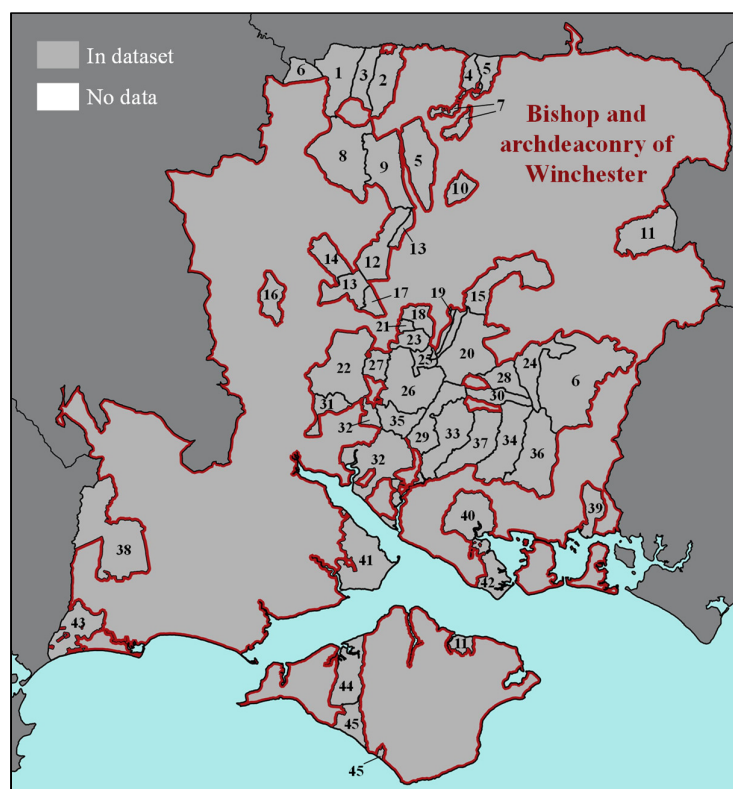 In dataset
No data
Bishop and
archdeaconry of
Winchester
6 1 3 2 4 5
7
8 9 5 10
11
12 13
14 13
16 17 15
19
18
21
23
25 20
22 27 26
28 24 6
30
31
32 35 29 33 37 34 36
32
40 39
38
41 42
43
11
44
45
45